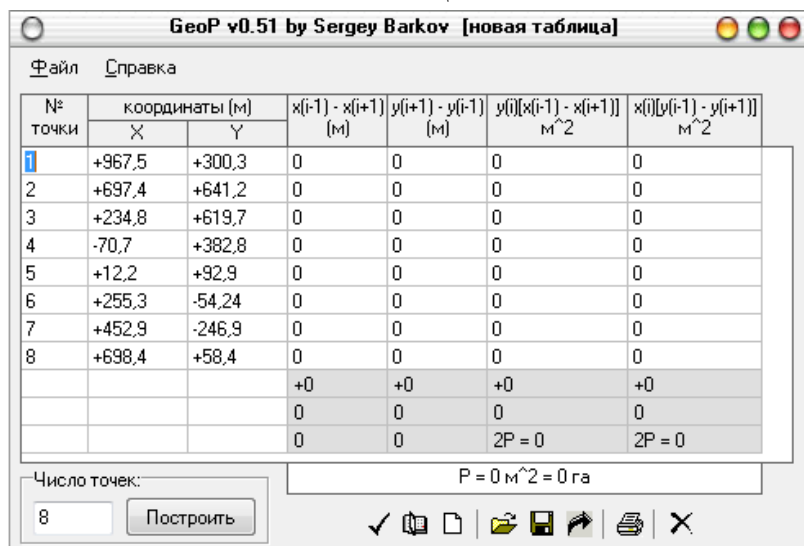 GeoP v0.51 by Sergey Barkov [новая таблица]
Файл Справка
№ точки координаты (м) x(i-1) - x(i+1) (м) y(i+1) - y(i-1) (м) y(i)[x(i-1) - x(i+1)] м^2 x(i)[y(i-1) - y(i+1)] м^2
X Y
1 +967,5 +300,3 0 0 0 0
2 +697,4 +641,2 0 0 0 0
3 +234,8 +619,7 0 0 0 0
4 -70,7 +382,8 0 0 0 0
5 +12,2 +92,9 0 0 0 0
6 +255,3 -54,24 0 0 0 0
7 +452,9 -246,9 0 0 0 0
8 +698,4 +58,4 0 0 0 0
+0 +0 +0 +0
0 0 0 0
0 0 2P = 0 2P = 0
P = 0 м^2 = 0 га
Число точек:
8 Построить